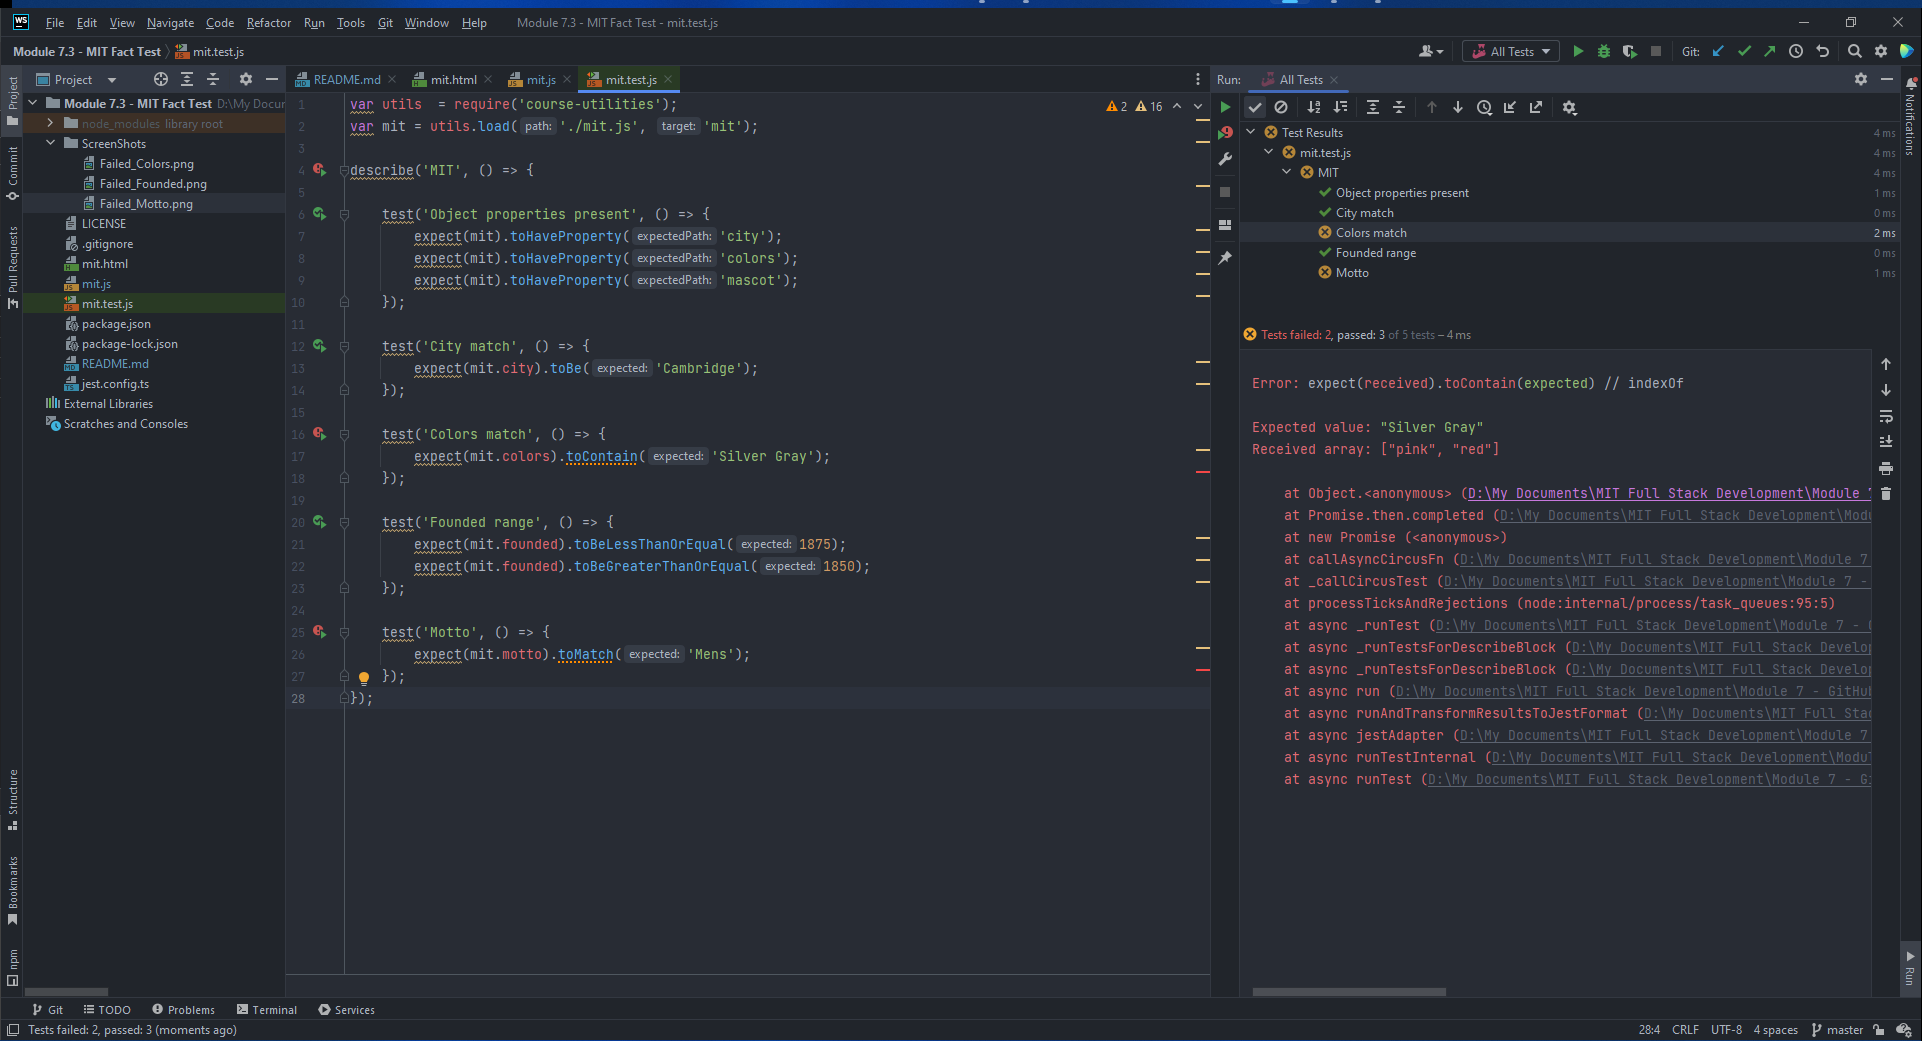 WS File Edit View Navigate Code Refactor Run Tools Git Window Help Module 7.3 - MIT Fact Test - mit.test.js
Module 7.3 - MIT Fact Test mit.test.js All Tests Git:
Project
Commit
Pull Requests
Structure
Bookmarks
npm
Project
Module 7.3 - MIT Fact Test D:\My Docu
node_modules library root
ScreenShots
Failed_Colors.png
Failed_Founded.png
Failed_Motto.png
LICENSE
.gitignore
mit.html
mit.js
mit.test.js
package.json
package-lock.json
README.md
jest.config.ts
External Libraries
Scratches and Consoles
README.md mit.html mit.js mit.test.js
2 16
1 var utils = require('course-utilities');
2 var mit = utils.load( path: './mit.js', target: 'mit');
3
4 describe('MIT', () => {
5
6 test('Object properties present', () => {
7 expect(mit).toHaveProperty( expectedPath: 'city');
8 expect(mit).toHaveProperty( expectedPath: 'colors');
9 expect(mit).toHaveProperty( expectedPath: 'mascot');
10 });
11
12 test('City match', () => {
13 expect(mit.city).toBe( expected: 'Cambridge');
14 });
15
16 test('Colors match', () => {
17 expect(mit.colors).toContain( expected: 'Silver Gray');
18 });
19
20 test('Founded range', () => {
21 expect(mit.founded).toBeLessThanOrEqual( expected: 1875);
22 expect(mit.founded).toBeGreaterThanOrEqual( expected: 1850);
23 });
24
25 test('Motto', () => {
26 expect(mit.motto).toMatch( expected: 'Mens');
27 });
28 });
Run: All Tests
Test Results 4 ms
mit.test.js 4 ms
MIT 4 ms
Object properties present 1 ms
City match 0 ms
Colors match 2 ms
Founded range 0 ms
Motto 1 ms
Tests failed: 2, passed: 3 of 5 tests – 4 ms
Error: expect(received).toContain(expected) // indexOf
Expected value: "Silver Gray"
Received array: ["pink", "red"]
at Object.<anonymous> (D:\My Documents\MIT Full Stack Development\Module 7
at Promise.then.completed (D:\My Documents\MIT Full Stack Development\Modu
at new Promise (<anonymous>)
at callAsyncCircusFn (D:\My Documents\MIT Full Stack Development\Module 7
at _callCircusTest (D:\My Documents\MIT Full Stack Development\Module 7 -
at processTicksAndRejections (node:internal/process/task_queues:95:5)
at async _runTest (D:\My Documents\MIT Full Stack Development\Module 7 - G
at async _runTestsForDescribeBlock (D:\My Documents\MIT Full Stack Develop
at async _runTestsForDescribeBlock (D:\My Documents\MIT Full Stack Develop
at async run (D:\My Documents\MIT Full Stack Development\Module 7 - GitHub
at async runAndTransformResultsToJestFormat (D:\My Documents\MIT Full Sta
at async jestAdapter (D:\My Documents\MIT Full Stack Development\Module 7
at async runTestInternal (D:\My Documents\MIT Full Stack Development\Modul
at async runTest (D:\My Documents\MIT Full Stack Development\Module 7 - Gi
Notifications
Run
Git TODO Problems Terminal Services
Tests failed: 2, passed: 3 (moments ago) 28:4 CRLF UTF-8 4 spaces master